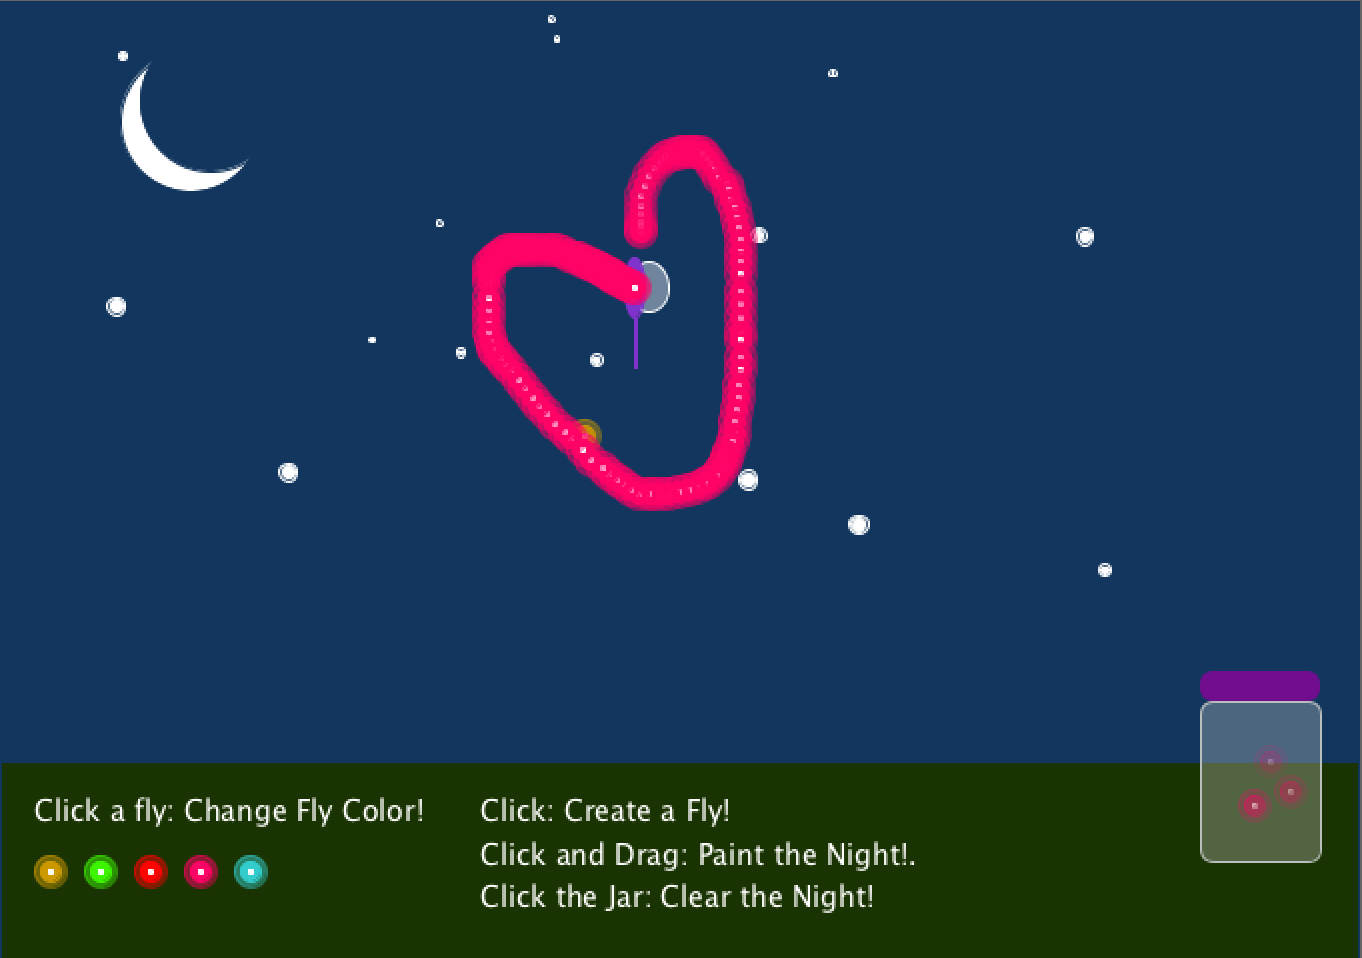 Click a fly: Change Fly Color!
Click: Create a Fly!
Click and Drag: Paint the Night!.
Click the Jar: Clear the Night!